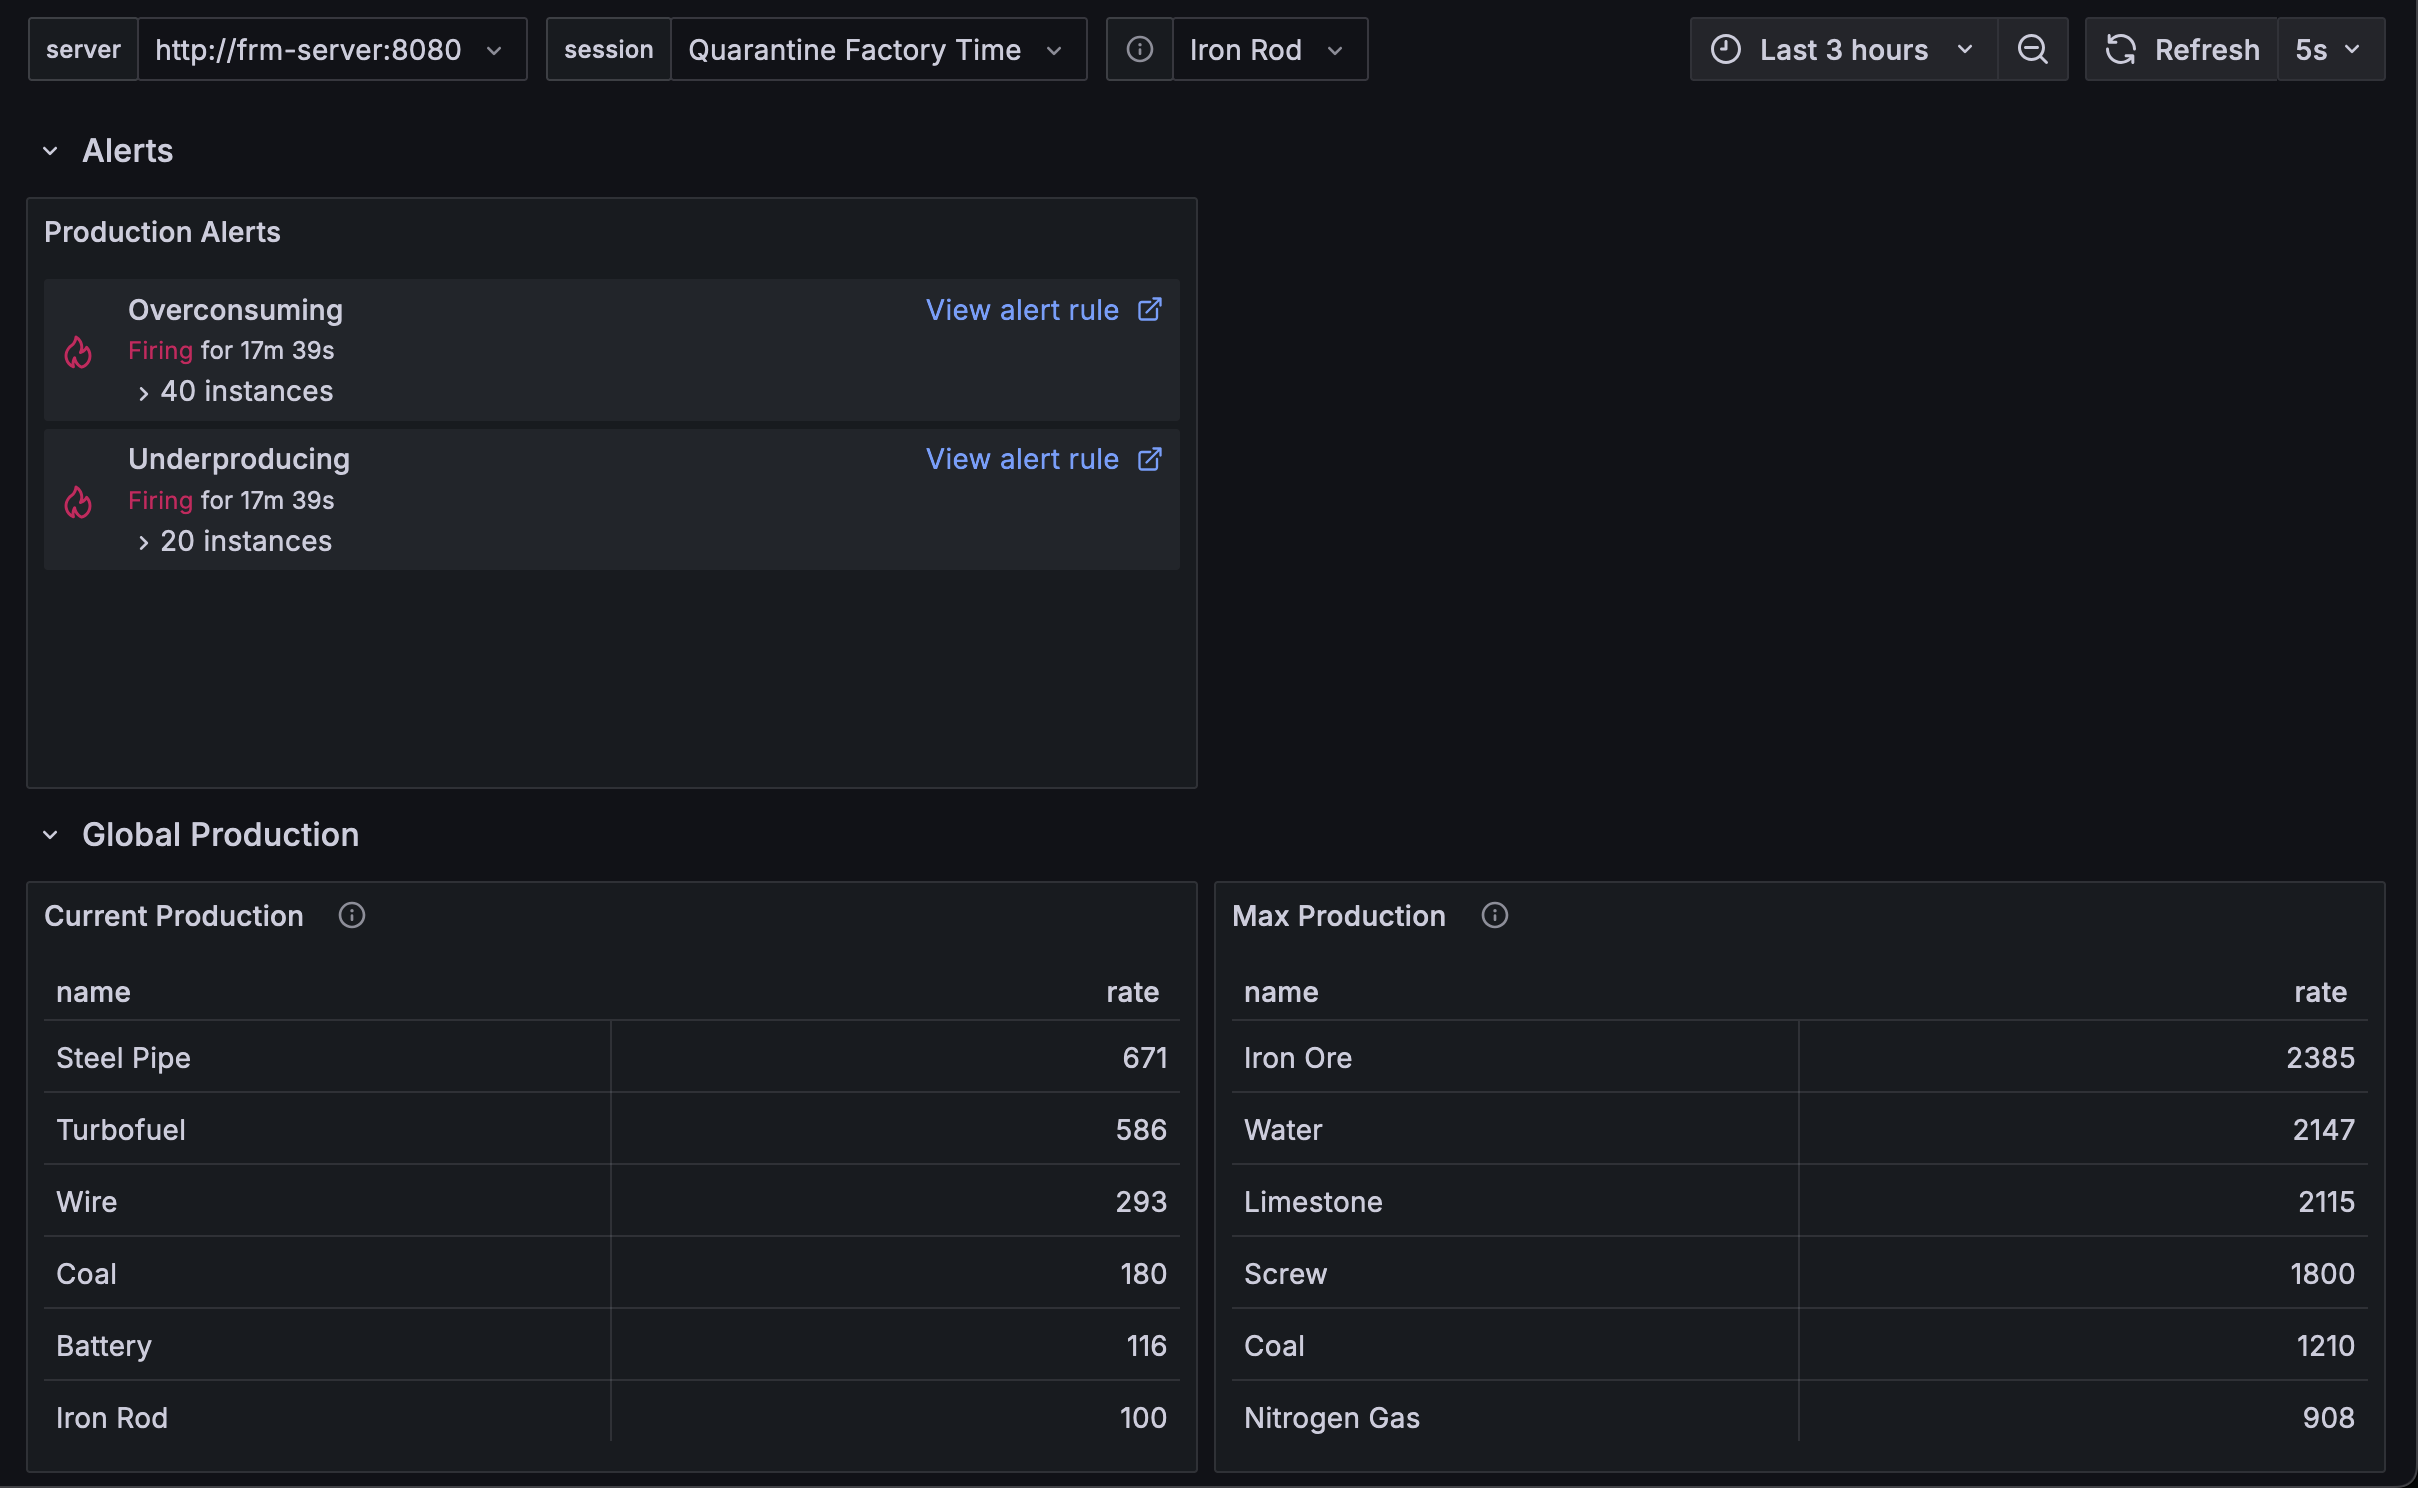 server http://frm-server:8080 session Quarantine Factory Time Iron Rod Last 3 hours Refresh 5s
Alerts
Production Alerts
Overconsuming View alert rule
Firing for 17m 39s
40 instances
Underproducing View alert rule
Firing for 17m 39s
20 instances
Global Production
Current Production
name rate
Steel Pipe 671
Turbofuel 586
Wire 293
Coal 180
Battery 116
Iron Rod 100
Max Production
name rate
Iron Ore 2385
Water 2147
Limestone 2115
Screw 1800
Coal 1210
Nitrogen Gas 908